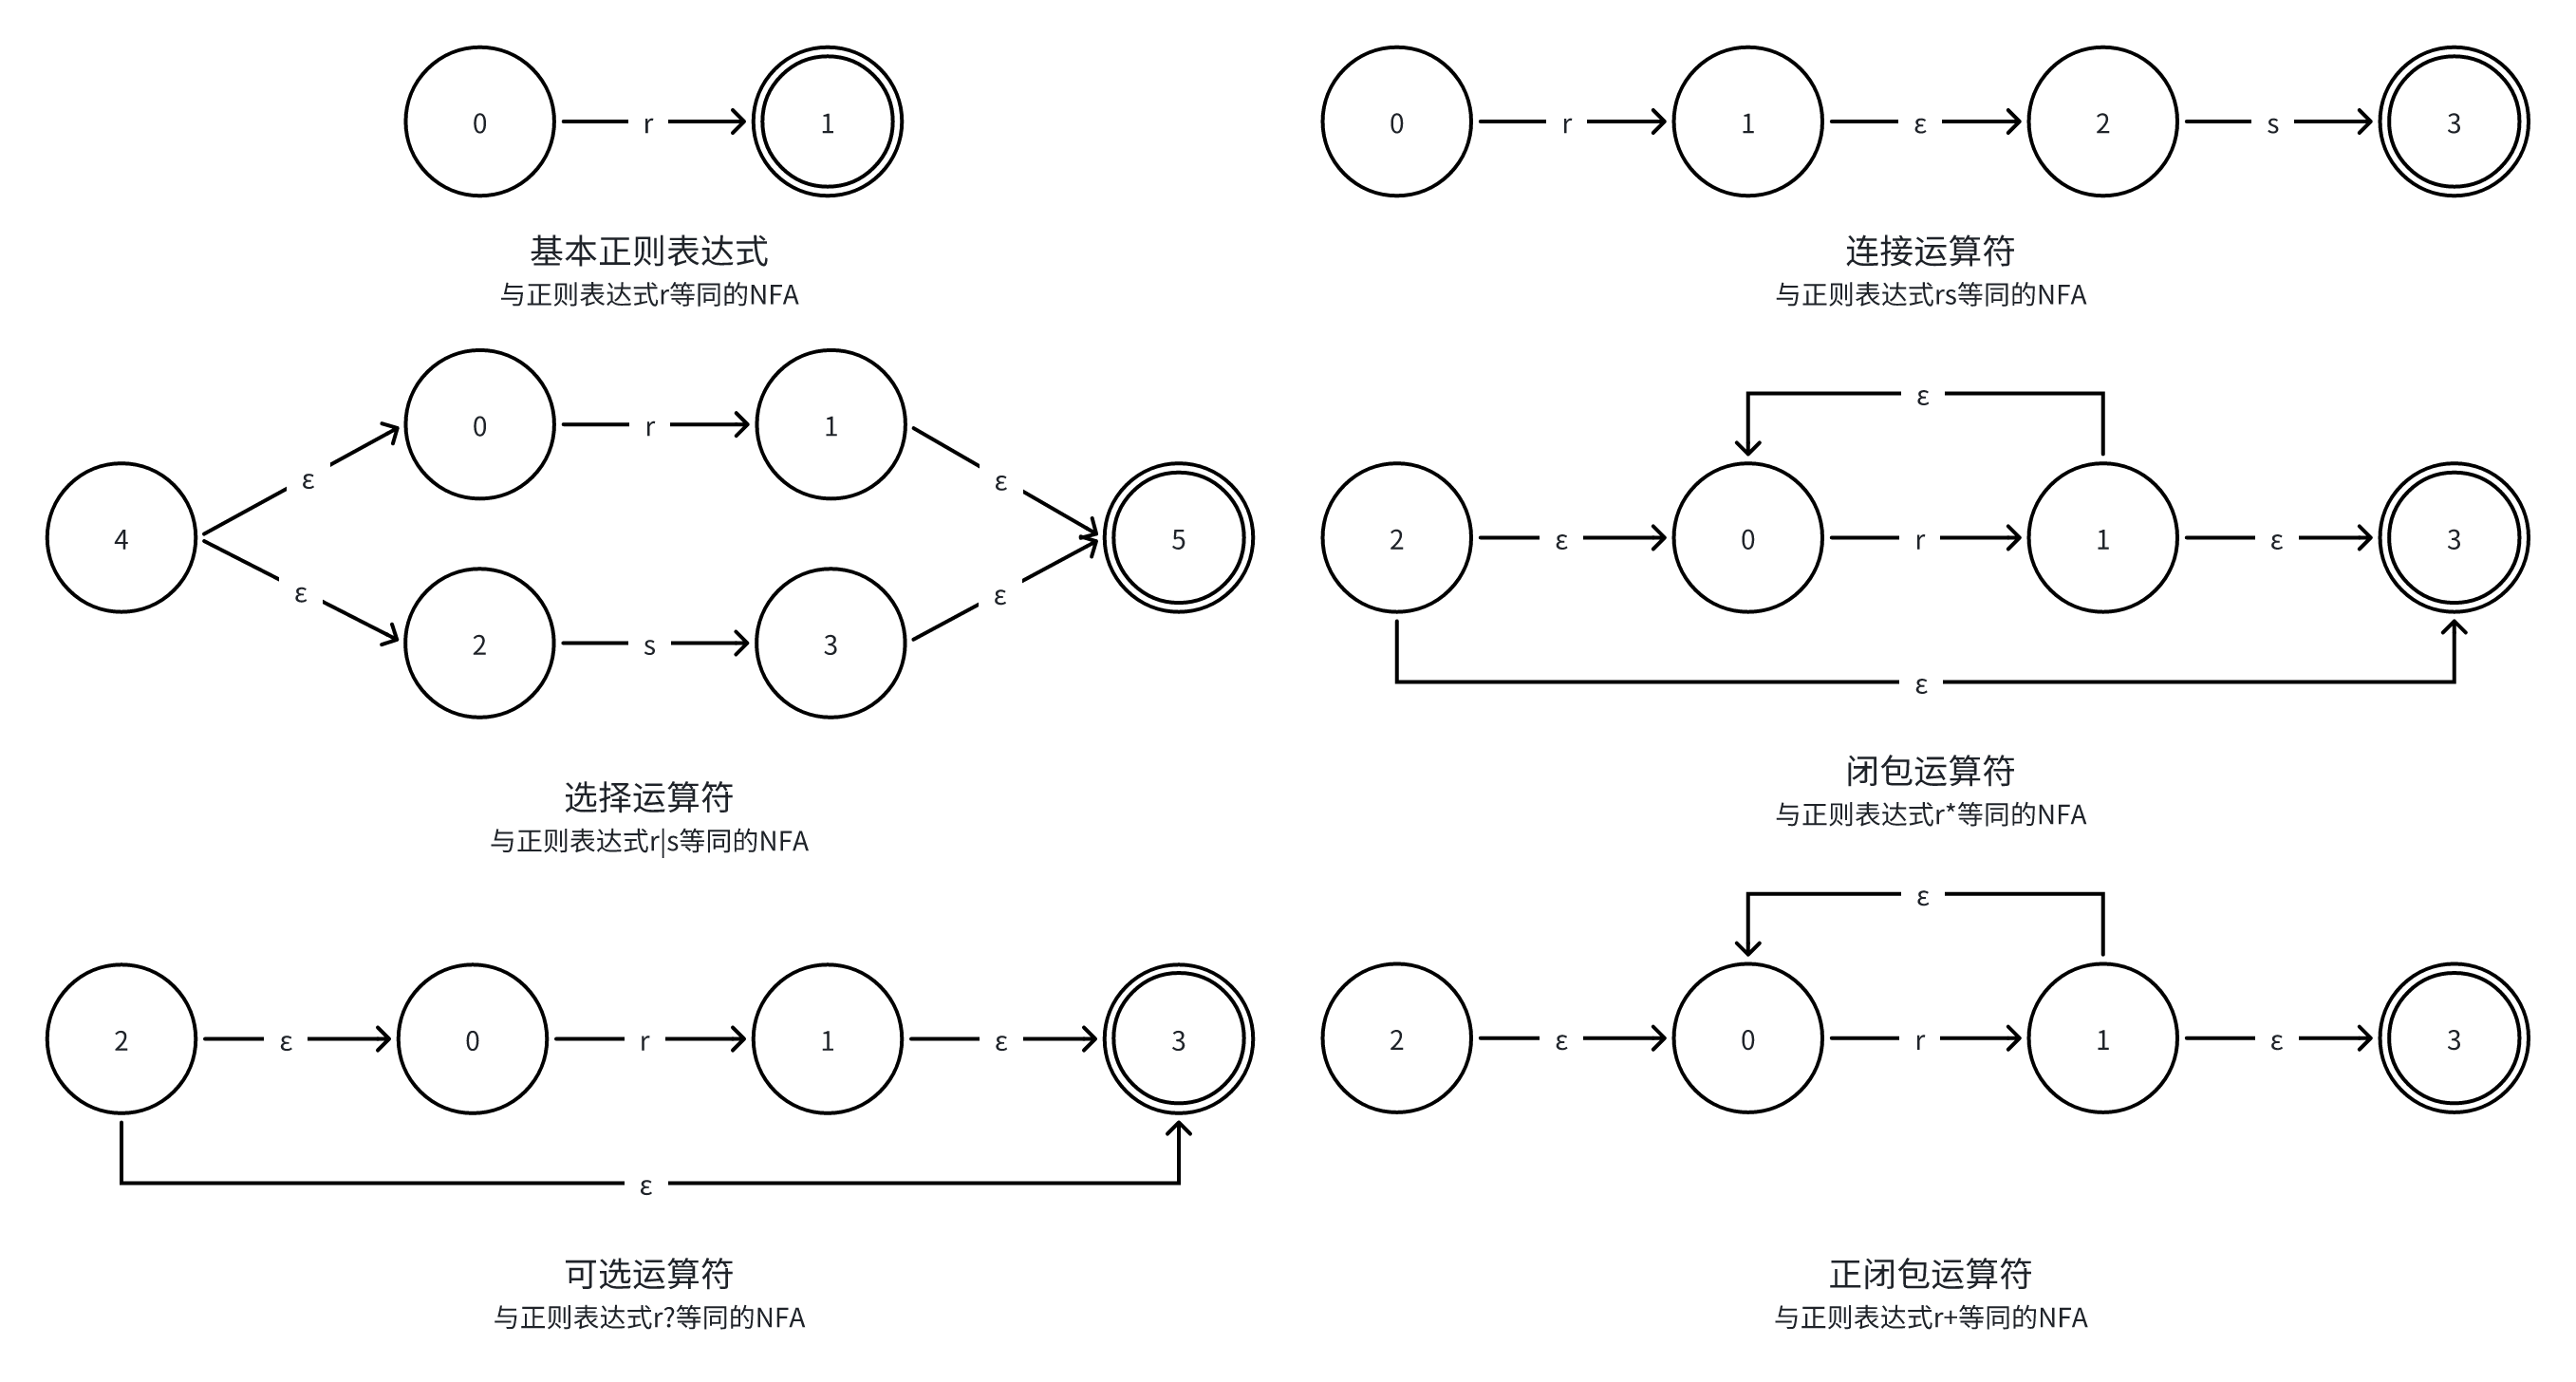 0 r 1
基本正则表达式
与正则表达式r等同的NFA
0 r 1 ε 2 s 3
连接运算符
与正则表达式rs等同的NFA
0 r 1
ε ε
4 5
ε ε
2 s 3
选择运算符
与正则表达式r|s等同的NFA
ε
2 ε 0 r 1 ε 3
ε
闭包运算符
与正则表达式r*等同的NFA
2 ε 0 r 1 ε 3
ε
可选运算符
与正则表达式r?等同的NFA
ε
2 ε 0 r 1 ε 3
正闭包运算符
与正则表达式r+等同的NFA